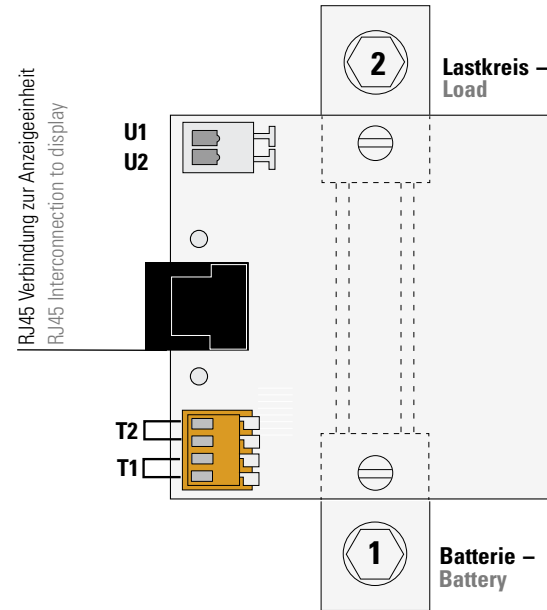 2
Lastkreis –
Load
U1
U2
RJ45 Verbindung zur Anzeigeeinheit
RJ45 Interconnection to display
T2
T1
1
Batterie –
Battery